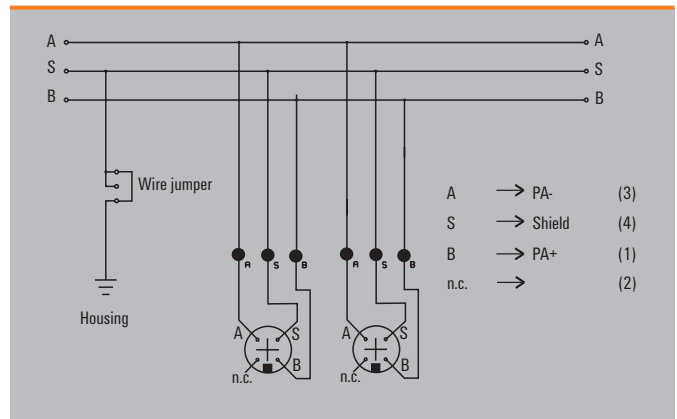 A A
S S
B B
Wire jumper
A → PA- (3)
S → Shield (4)
B → PA+ (1)
n.c. → (2)
A S B A S B
Housing
A S A S
B B
n.c. n.c.